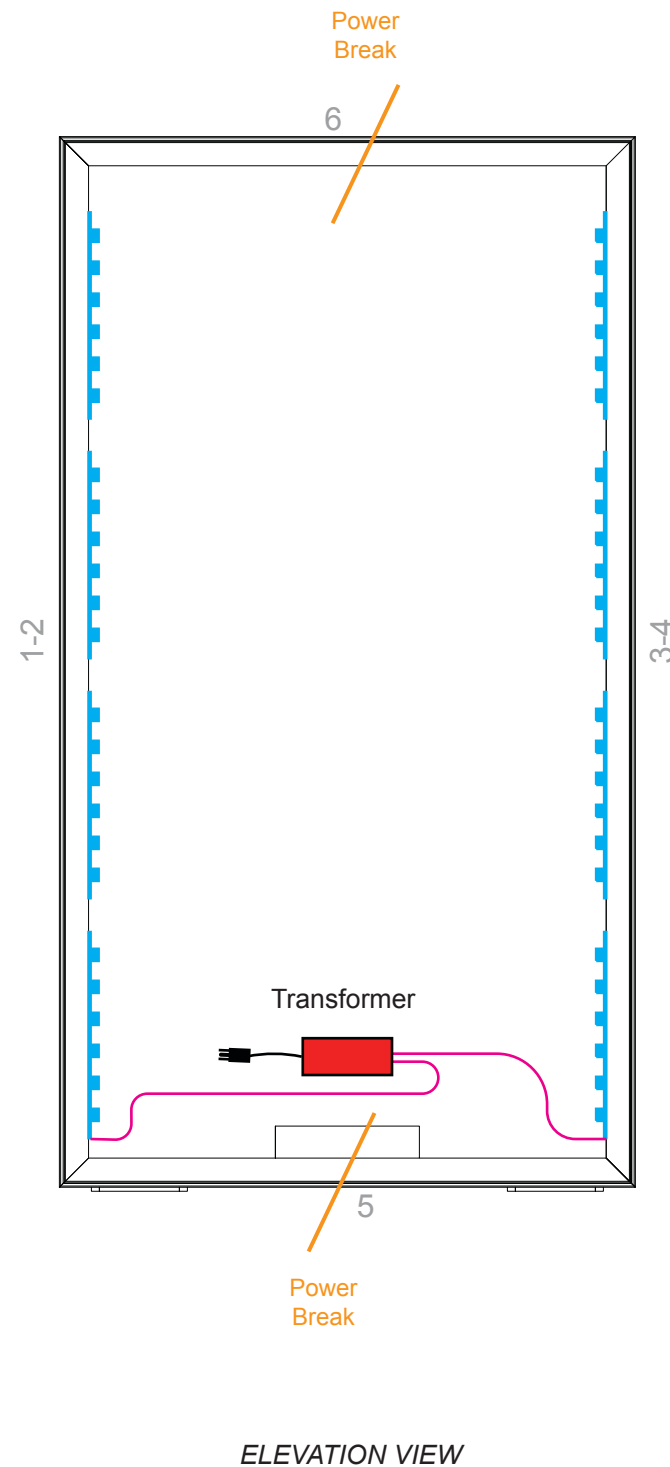 Power
Break
6
1-2
3-4
Transformer
5
Power
Break
ELEVATION VIEW